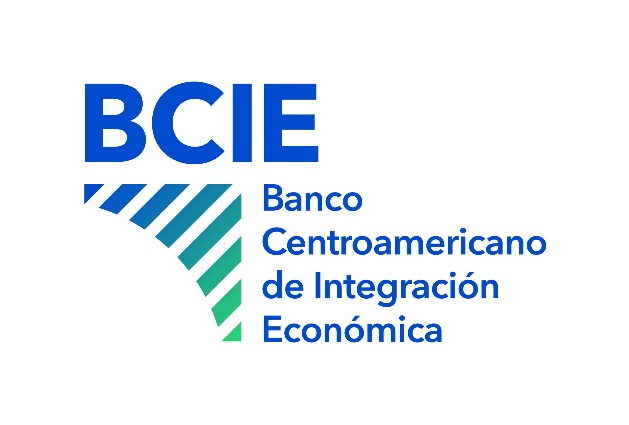 BCIE
Banco
Centroamericano
de Integración
Económica